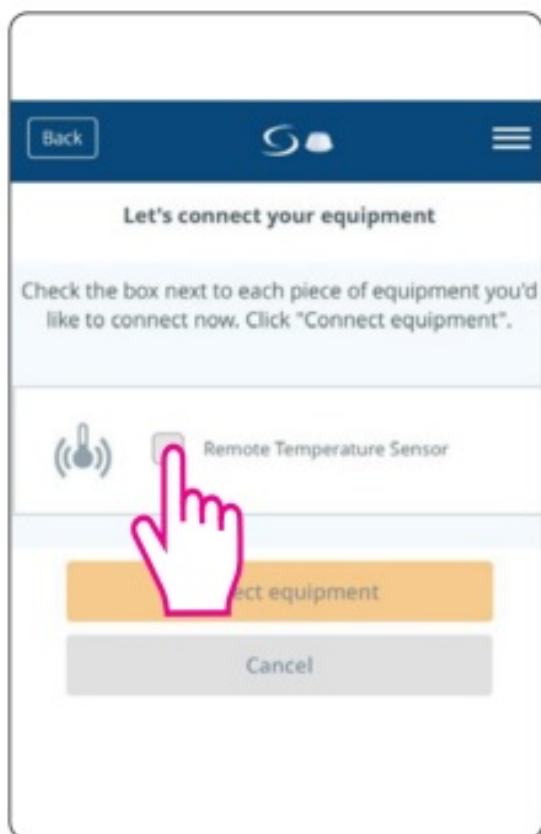 Back
Let's connect your equipment
Check the box next to each piece of equipment you'd
like to connect now. Click "Connect equipment".
Remote Temperature Sensor
ect equipment
Cancel